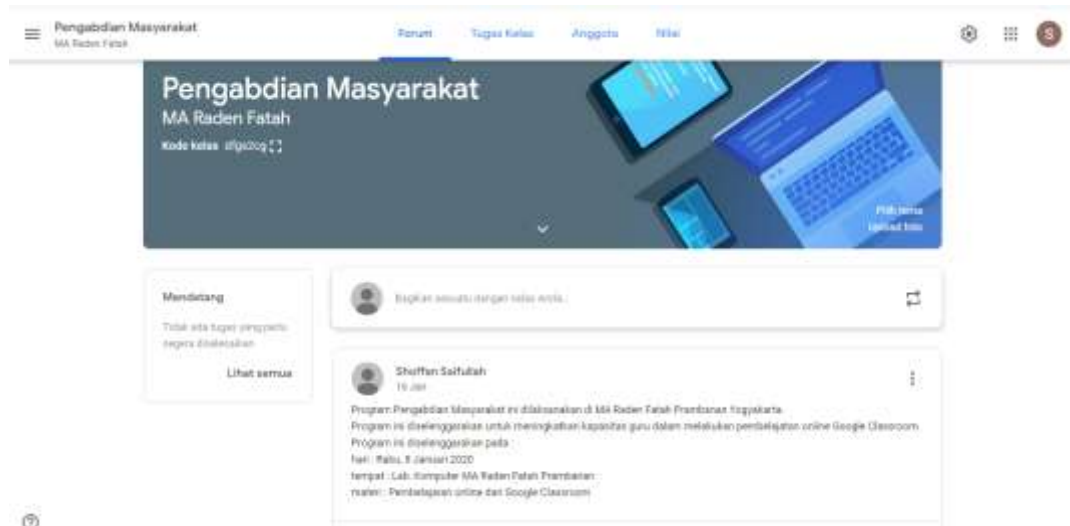 Pengabdian Masyarakat
MA Raden Fatah
Forum Tugas Kelas Anggota Nilai
S
Pengabdian Masyarakat
MA Raden Fatah
Kode kelas
Pilih tema
Upload foto
Mendatang
Tidak ada tugas yang perlu
segera diselesaikan
Lihat semua
Bagikan sesuatu dengan kelas Anda...
Shoffan Saifullah
Jan
Program Pengabdian Masyarakat ini dilaksanakan di MA Raden Fatah Prambanan Yogyakarta.
Program ini diselenggarakan untuk meningkatkan kapasitas guru dalam melakukan pembelajatan online Google Classroom.
Program ini diselenggarakan pada :
hari : Rabu, 8 Januari 2020
tempat : Lab. Komputer MA Raden Fatah Prambanan
materi : Pembelajaran online dan Google Classroom